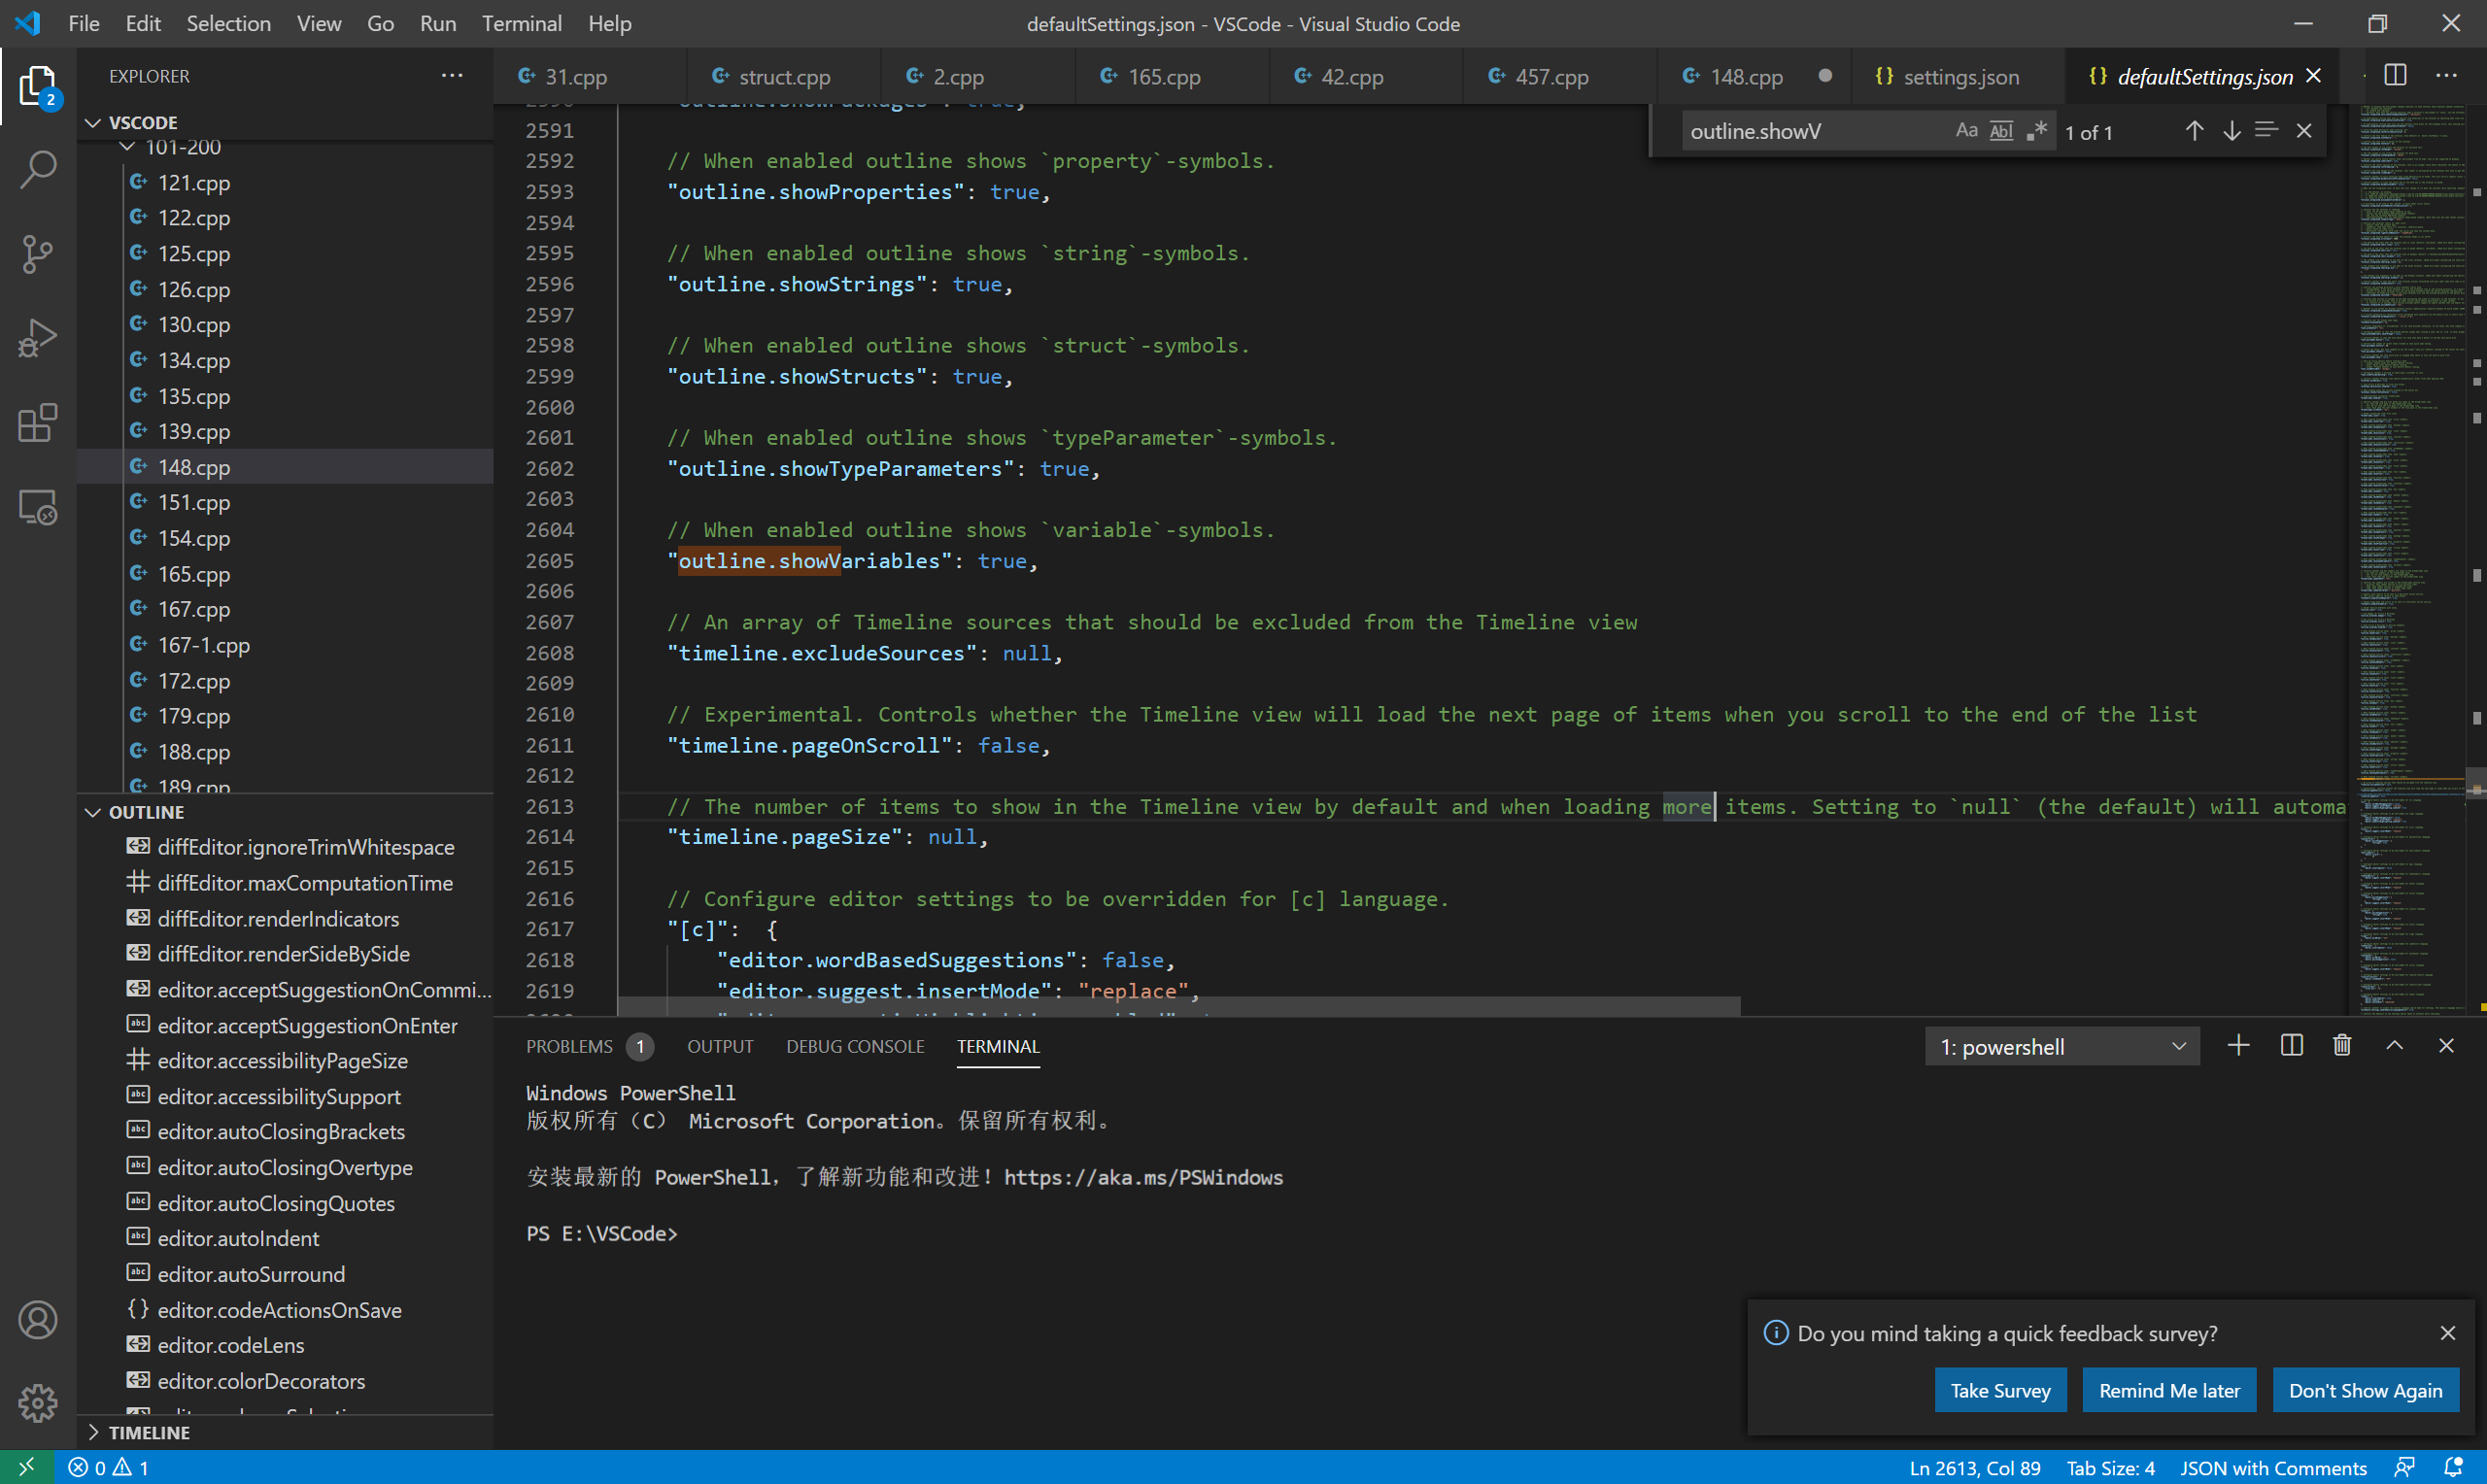 File Edit Selection View Go Run Terminal Help
defaultSettings.json - VSCode - Visual Studio Code
EXPLORER
2
VSCODE
101-200
121.cpp
122.cpp
125.cpp
126.cpp
130.cpp
134.cpp
135.cpp
139.cpp
148.cpp
151.cpp
154.cpp
165.cpp
167.cpp
167-1.cpp
172.cpp
179.cpp
188.cpp
189.cpp
OUTLINE
diffEditor.ignoreTrimWhitespace
diffEditor.maxComputationTime
diffEditor.renderIndicators
diffEditor.renderSideBySide
editor.acceptSuggestionOnCommi...
editor.acceptSuggestionOnEnter
editor.accessibilityPageSize
editor.accessibilitySupport
editor.autoClosingBrackets
editor.autoClosingOvertype
editor.autoClosingQuotes
editor.autoIndent
editor.autoSurround
editor.codeActionsOnSave
editor.codeLens
editor.colorDecorators
TIMELINE
31.cpp struct.cpp 2.cpp 165.cpp 42.cpp 457.cpp 148.cpp settings.json defaultSettings.json
outline.showV Aa Abl 1 of 1
2590 "outline.showPackages": true,
2591
2592 // When enabled outline shows `property`-symbols.
2593 "outline.showProperties": true,
2594
2595 // When enabled outline shows `string`-symbols.
2596 "outline.showStrings": true,
2597
2598 // When enabled outline shows `struct`-symbols.
2599 "outline.showStructs": true,
2600
2601 // When enabled outline shows `typeParameter`-symbols.
2602 "outline.showTypeParameters": true,
2603
2604 // When enabled outline shows `variable`-symbols.
2605 "outline.showVariables": true,
2606
2607 // An array of Timeline sources that should be excluded from the Timeline view
2608 "timeline.excludeSources": null,
2609
2610 // Experimental. Controls whether the Timeline view will load the next page of items when you scroll to the end of the list
2611 "timeline.pageOnScroll": false,
2612
2613 // The number of items to show in the Timeline view by default and when loading more items. Setting to `null` (the default) will automa
2614 "timeline.pageSize": null,
2615
2616 // Configure editor settings to be overridden for [c] language.
2617 "[c]": {
2618 "editor.wordBasedSuggestions": false,
2619 "editor.suggest.insertMode": "replace",
PROBLEMS 1 OUTPUT DEBUG CONSOLE TERMINAL 1: powershell
Windows PowerShell
版权所有（C） Microsoft Corporation。保留所有权利。
安装最新的 PowerShell，了解新功能和改进！https://aka.ms/PSWindows
PS E:\VSCode>
Do you mind taking a quick feedback survey?
Take Survey Remind Me later Don't Show Again
0 1 Ln 2613, Col 89 Tab Size: 4 JSON with Comments